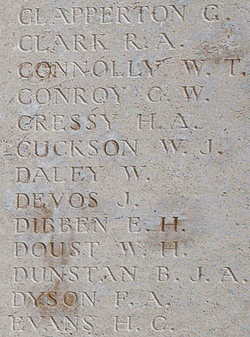 CLAPPERTON G.
CLARK R. A.
CONNOLLY W. T.
CONROY C. W.
CRESSY H. A.
CUCKSON W. J.
DALEY W.
DEVOS J.
DIBBEN E. H.
DOUST W. H.
DUNSTAN B. J. A.
DYSON F. A.
EVANS H. C.